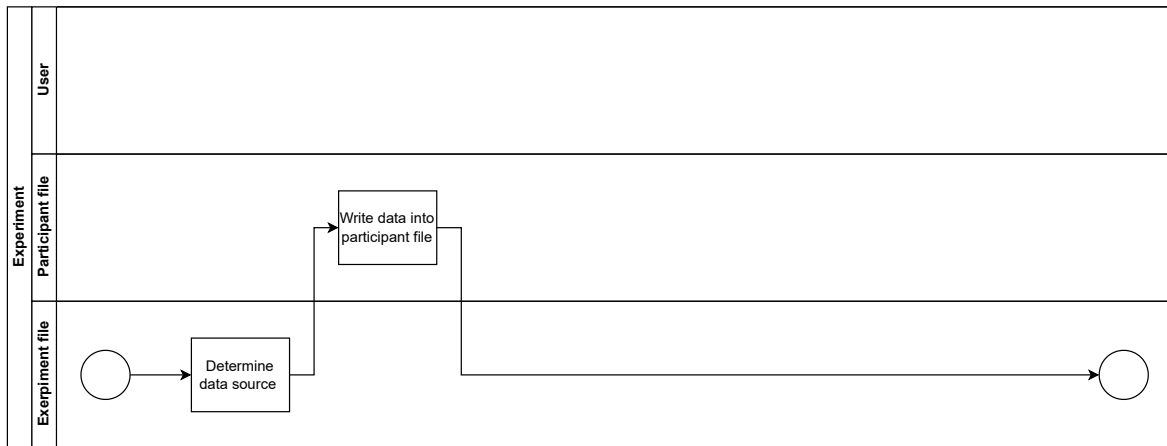 Experiment
User
Participant file
Exerpiment file
Write data into
participant file
Determine
data source